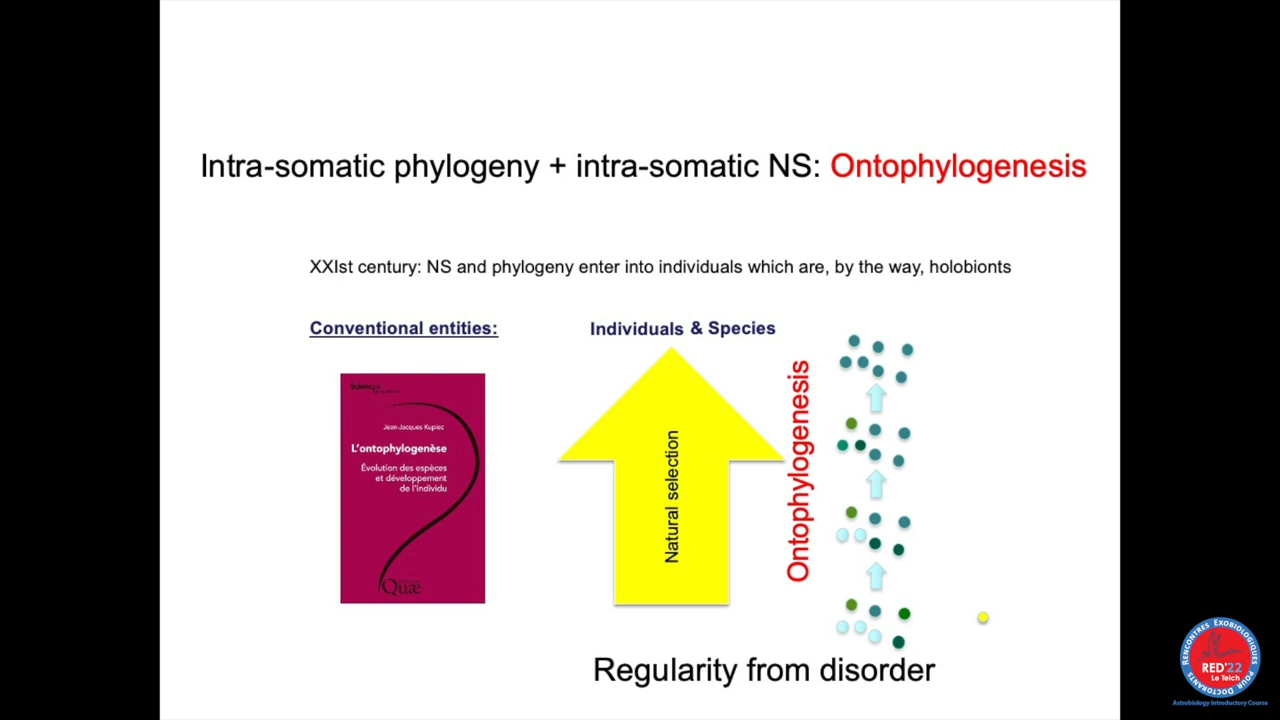 Intra-somatic phylogeny + intra-somatic NS: Ontophylogenesis
XXIst century: NS and phylogeny enter into individuals which are, by the way, holobionts
Conventional entities:
Individuals & Species
Jean-Jacques Kupiec
L'ontophylogenèse
Évolution des espèces
et développement
de l'individu
Quæ
Natural selection
Ontophylogenesis
Regularity from disorder
RENCONTRES EXOBIOLOGIQUES
POUR DOCTORANTS
RED'22
Le Teich
Astrobiology Introductory Course